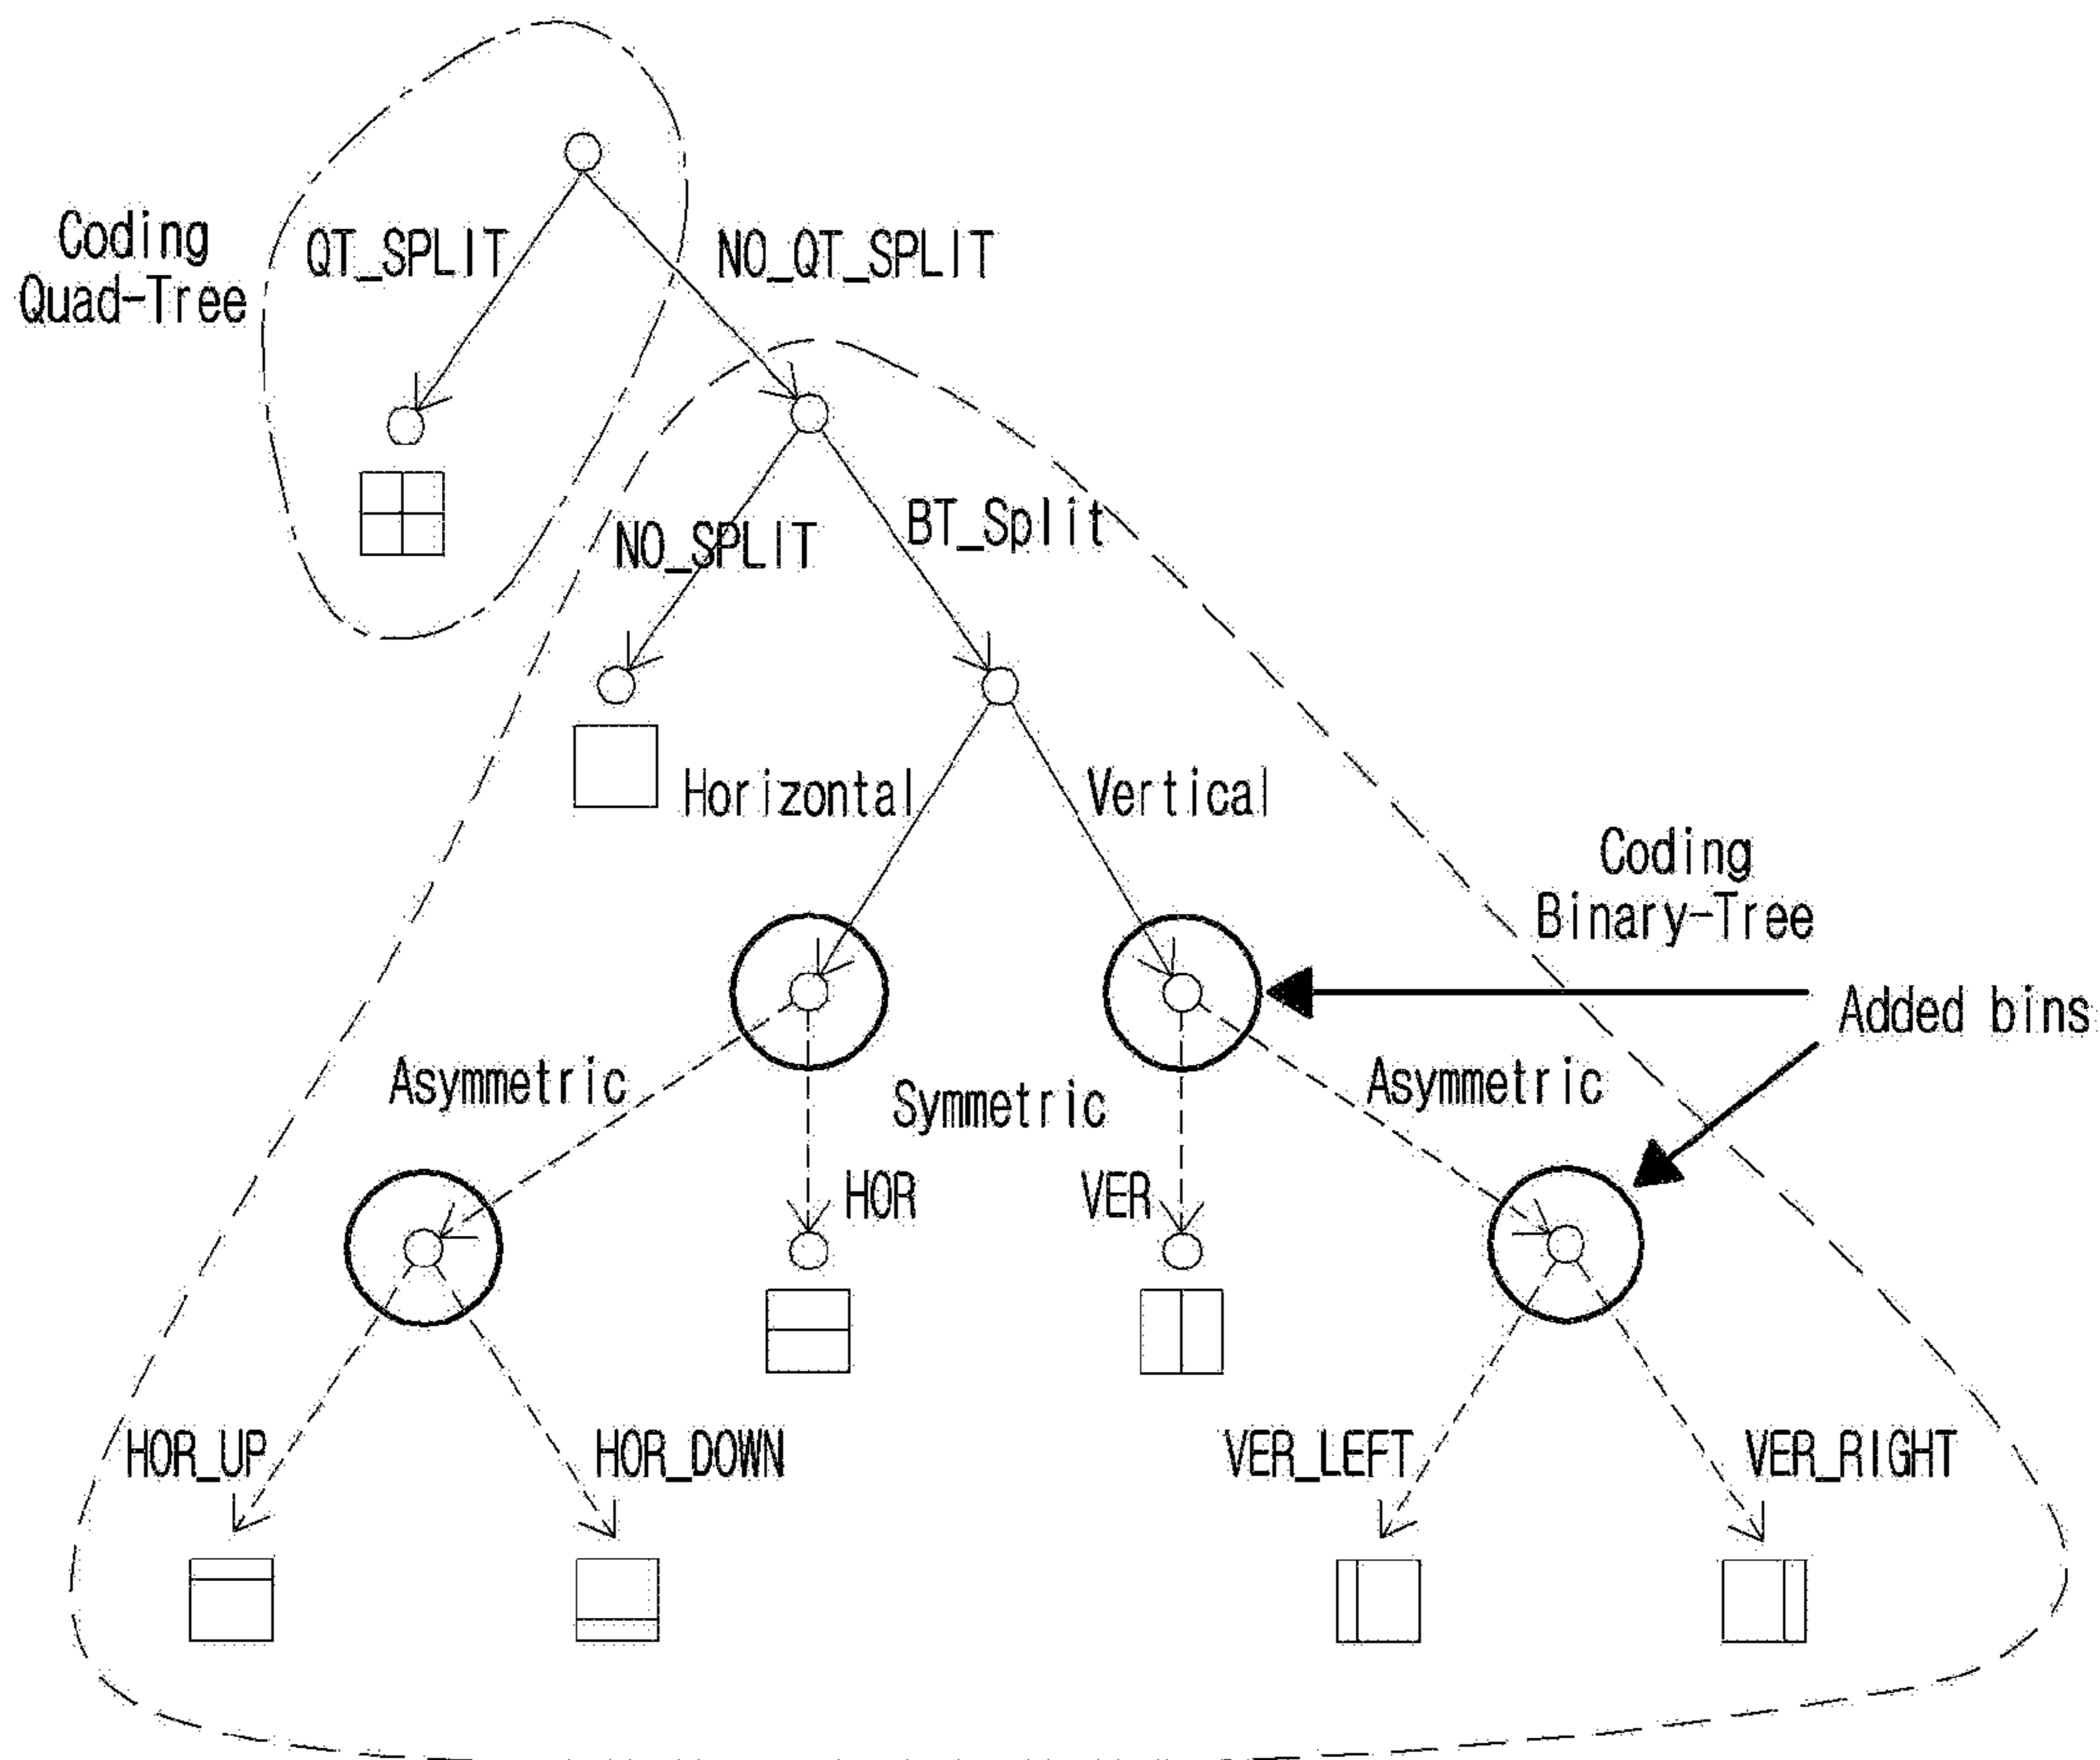 Coding
Quad-Tree
QT_SPLIT
NO_QT_SPLIT
NO_SPLIT
BT_Split
Horizontal
Vertical
Coding
Binary-Tree
Added bins
Asymmetric
Symmetric
Asymmetric
HOR
VER
HOR_UP
HOR_DOWN
VER_LEFT
VER_RIGHT